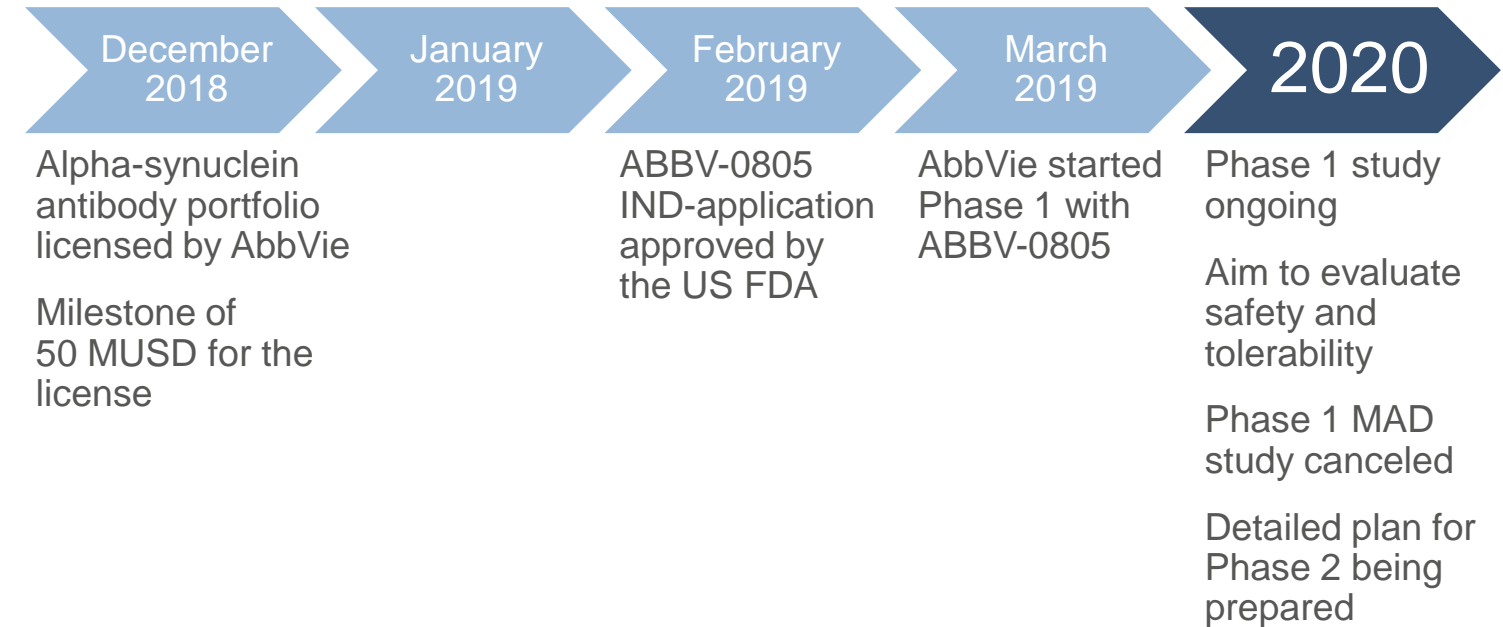 December
2018
January
2019
February
2019
March
2019
2020
Alpha-synuclein
antibody portfolio
licensed by AbbVie
Milestone of
50 MUSD for the
license
ABBV-0805
IND-application
approved by
the US FDA
AbbVie started
Phase 1 with
ABBV-0805
Phase 1 study
ongoing
Aim to evaluate
safety and
tolerability
Phase 1 MAD
study canceled
Detailed plan for
Phase 2 being
prepared